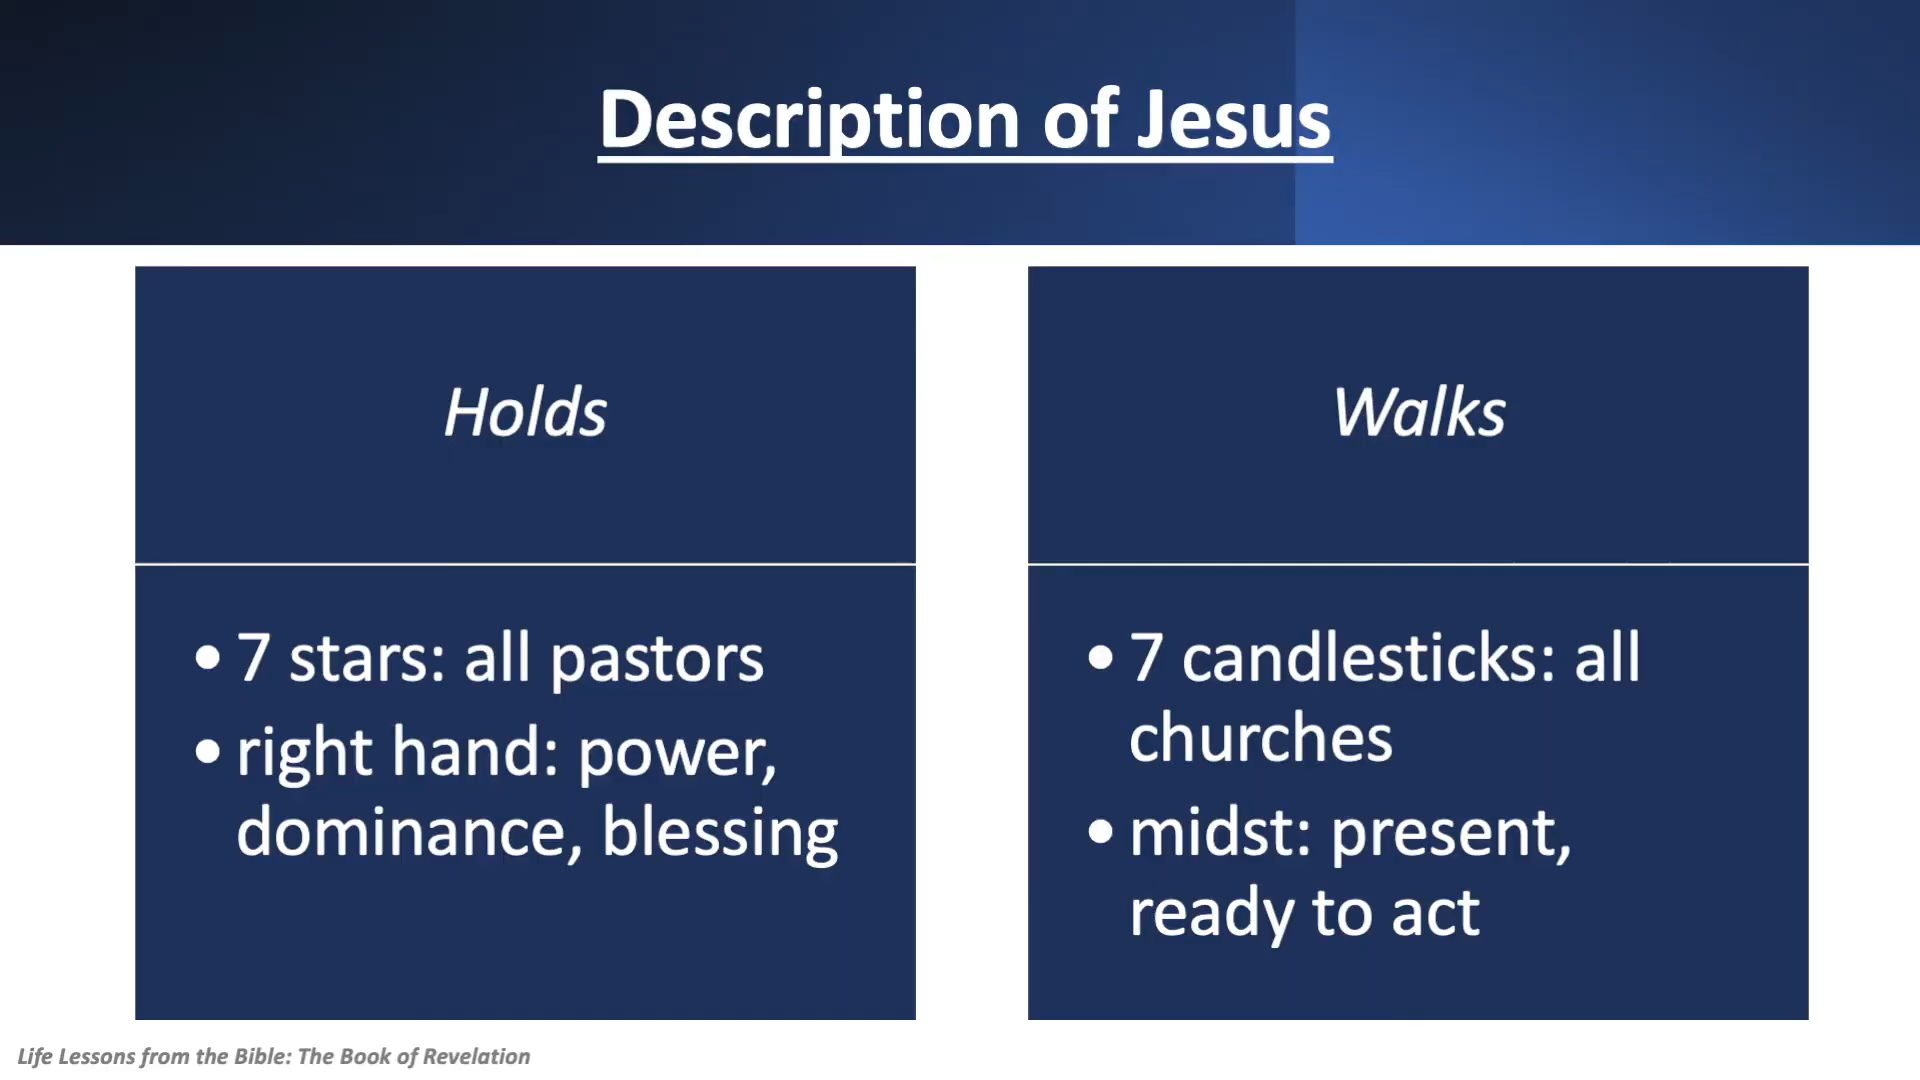 Description of Jesus
Holds
• 7 stars: all pastors
• right hand: power,
dominance, blessing
Walks
• 7 candlesticks: all
churches
• midst: present,
ready to act
Life Lessons from the Bible: The Book of Revelation